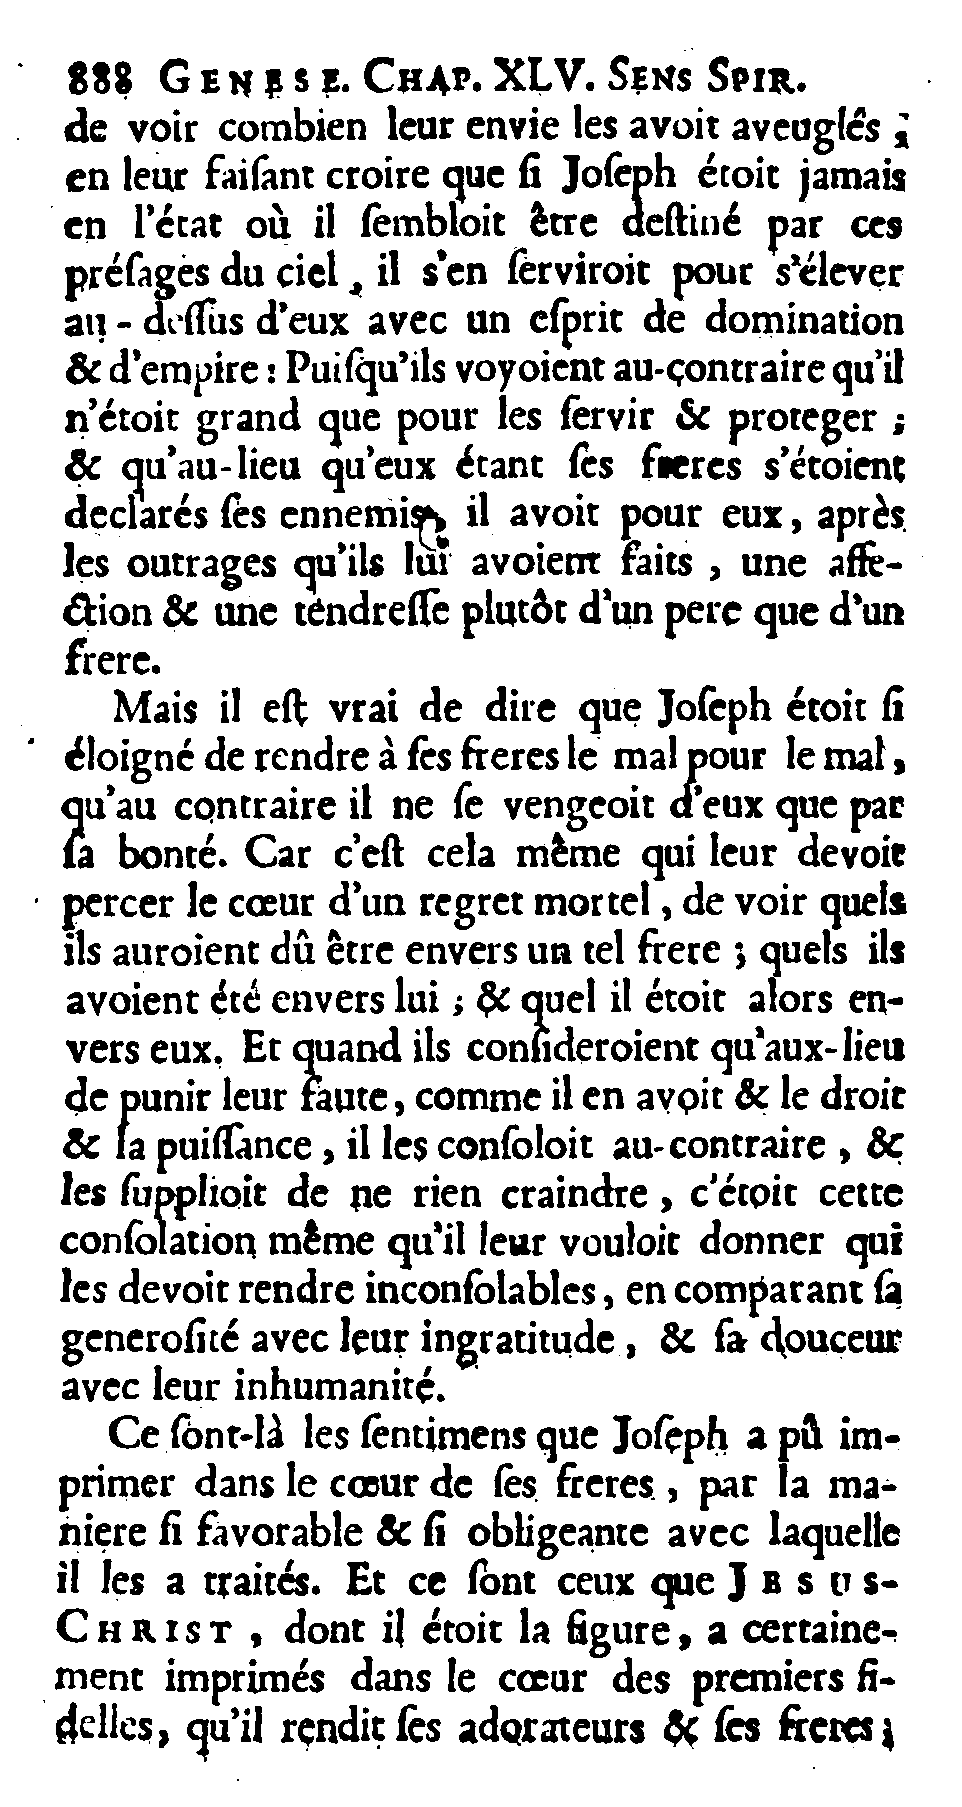 888 GENESE. CHAP. XLV. SENS SPIR.
de voir combien leur envie les avoit aveuglés ;
en leur faiſant croire que ſi Joſeph étoit jamais
en l'état où il ſembloit être deſtiné par ces
préſages du ciel, il s'en ſerviroit pour s'élever
au-deſſus d'eux avec un eſprit de domination
& d'empire : Puiſqu'ils voyoient au-contraire qu'il
n'étoit grand que pour les ſervir & proteger ;
& qu'au-lieu qu'eux étant ſes freres s'étoient
declarés ſes ennemis, il avoit pour eux, après
les outrages qu'ils lui avoient faits, une affe-
ction & une tendreſſe plutôt d'un pere que d'un
frere.
Mais il eſt vrai de dire que Joſeph étoit ſi
éloigné de rendre à ſes freres le mal pour le mal,
qu'au contraire il ne ſe vengeoit d'eux que par
ſa bonté. Car c'eſt cela même qui leur devoit
percer le cœur d'un regret mortel, de voir quels
ils auroient dû être envers un tel frere ; quels ils
avoient été envers lui ; & quel il étoit alors en-
vers eux. Et quand ils conſideroient qu'aux-lieu
de punir leur faute, comme il en avoit & le droit
& la puiſſance, il les conſoloit au-contraire, &
les ſupplioit de ne rien craindre, c'étoit cette
conſolation même qu'il leur vouloit donner qui
les devoit rendre inconſolables, en comparant ſa
generoſité avec leur ingratitude, & ſa douceur
avec leur inhumanité.
Ce ſont-là les ſentimens que Joſeph a pû im-
primer dans le cœur de ſes freres, par la ma-
niere ſi favorable & ſi obligeante avec laquelle
il les a traités. Et ce ſont ceux que JESUS-
CHRIST, dont il étoit la figure, a certaine-
ment imprimés dans le cœur des premiers fi-
delles, qu'il rendit ſes adorateurs & ſes freres ;